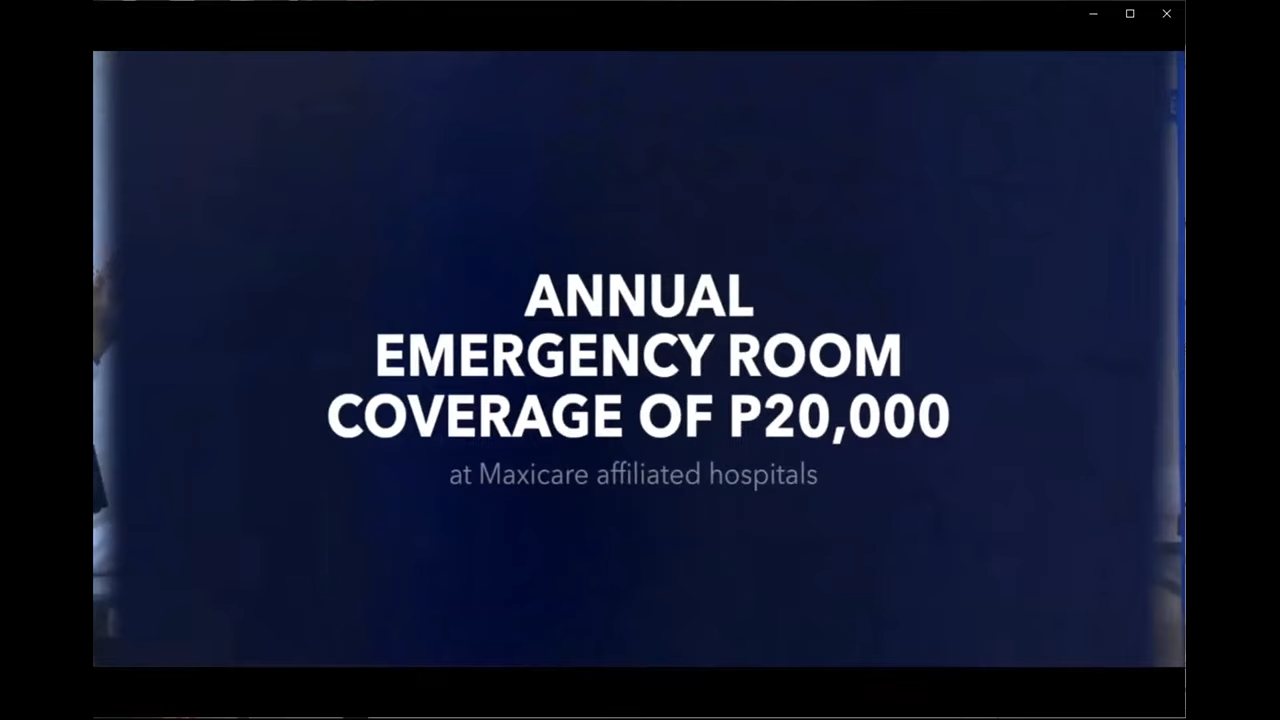 ANNUAL
EMERGENCY ROOM
COVERAGE OF P20,000
at Maxicare affiliated hospitals